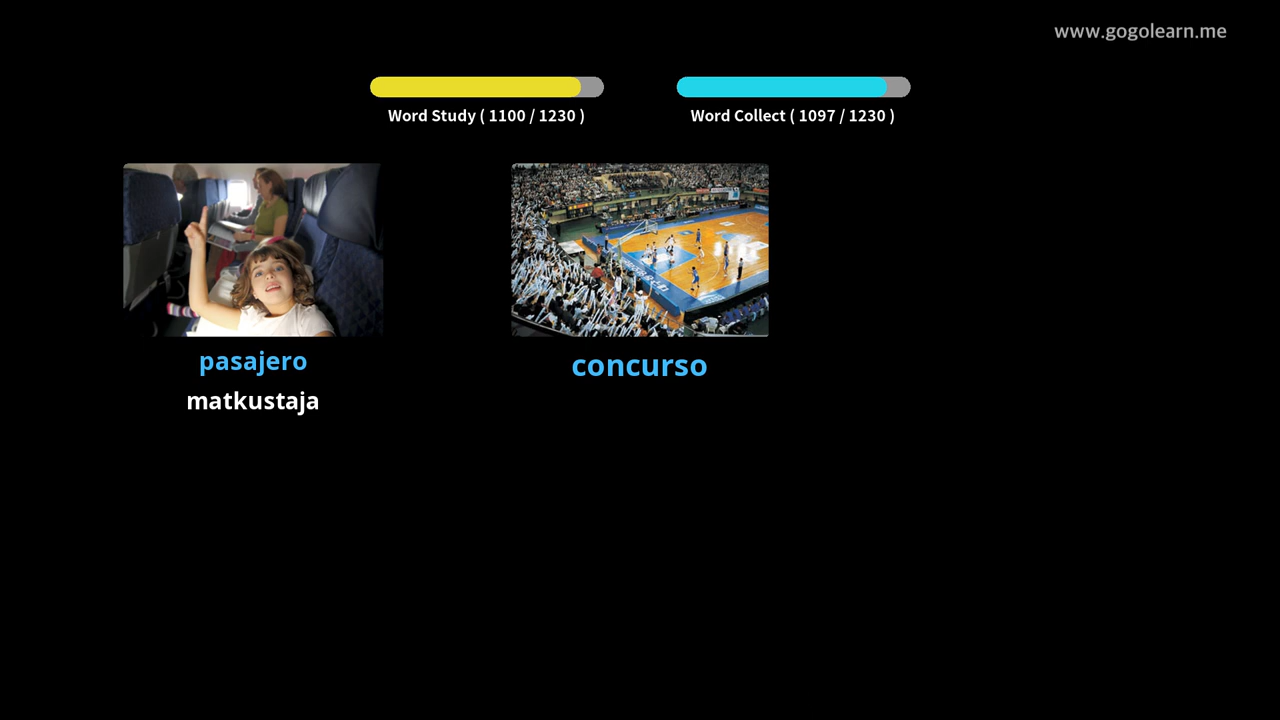 www.gogolearn.me
Word Study ( 1100 / 1230 )
Word Collect ( 1097 / 1230 )
pasajero
matkustaja
concurso